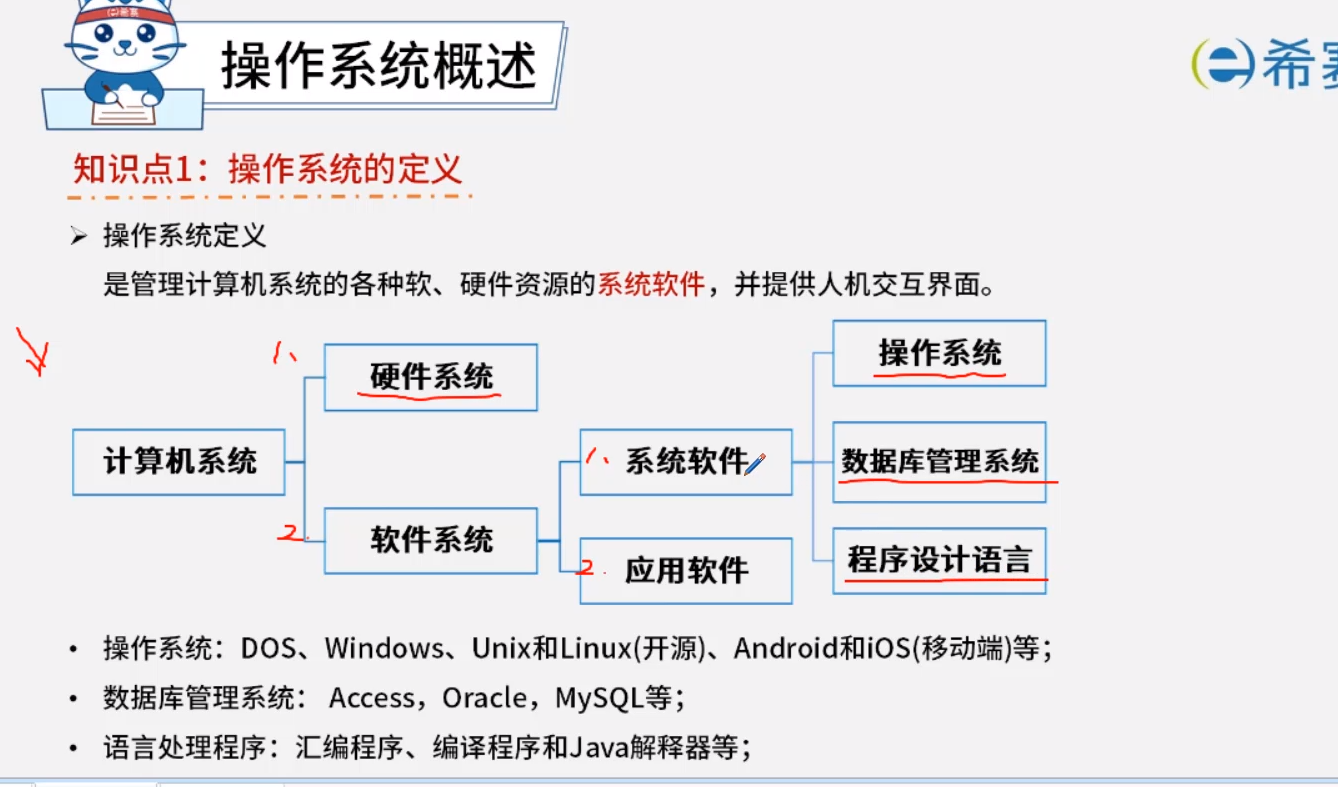 希赛
操作系统概述
希赛
知识点1：操作系统的定义
➢ 操作系统定义
是管理计算机系统的各种软、硬件资源的系统软件，并提供人机交互界面。
1、
硬件系统
操作系统
计算机系统
1、系统软件
数据库管理系统
2.
软件系统
2. 应用软件
程序设计语言
• 操作系统：DOS、Windows、Unix和Linux(开源)、Android和iOS(移动端)等；
• 数据库管理系统： Access，Oracle，MySQL等；
• 语言处理程序：汇编程序、编译程序和Java解释器等；